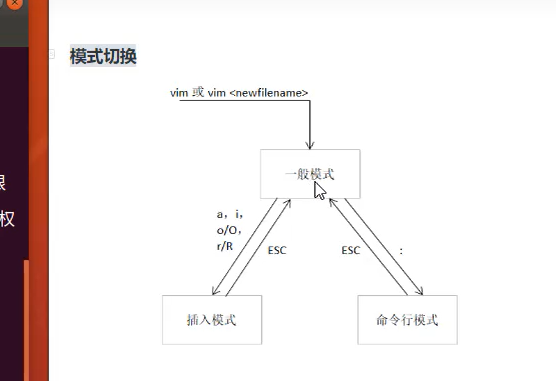 模式切换
vim 或 vim <newfilename>
一般模式
限
权
a，i，
o/O，
r/R
ESC
ESC
：
插入模式
命令行模式